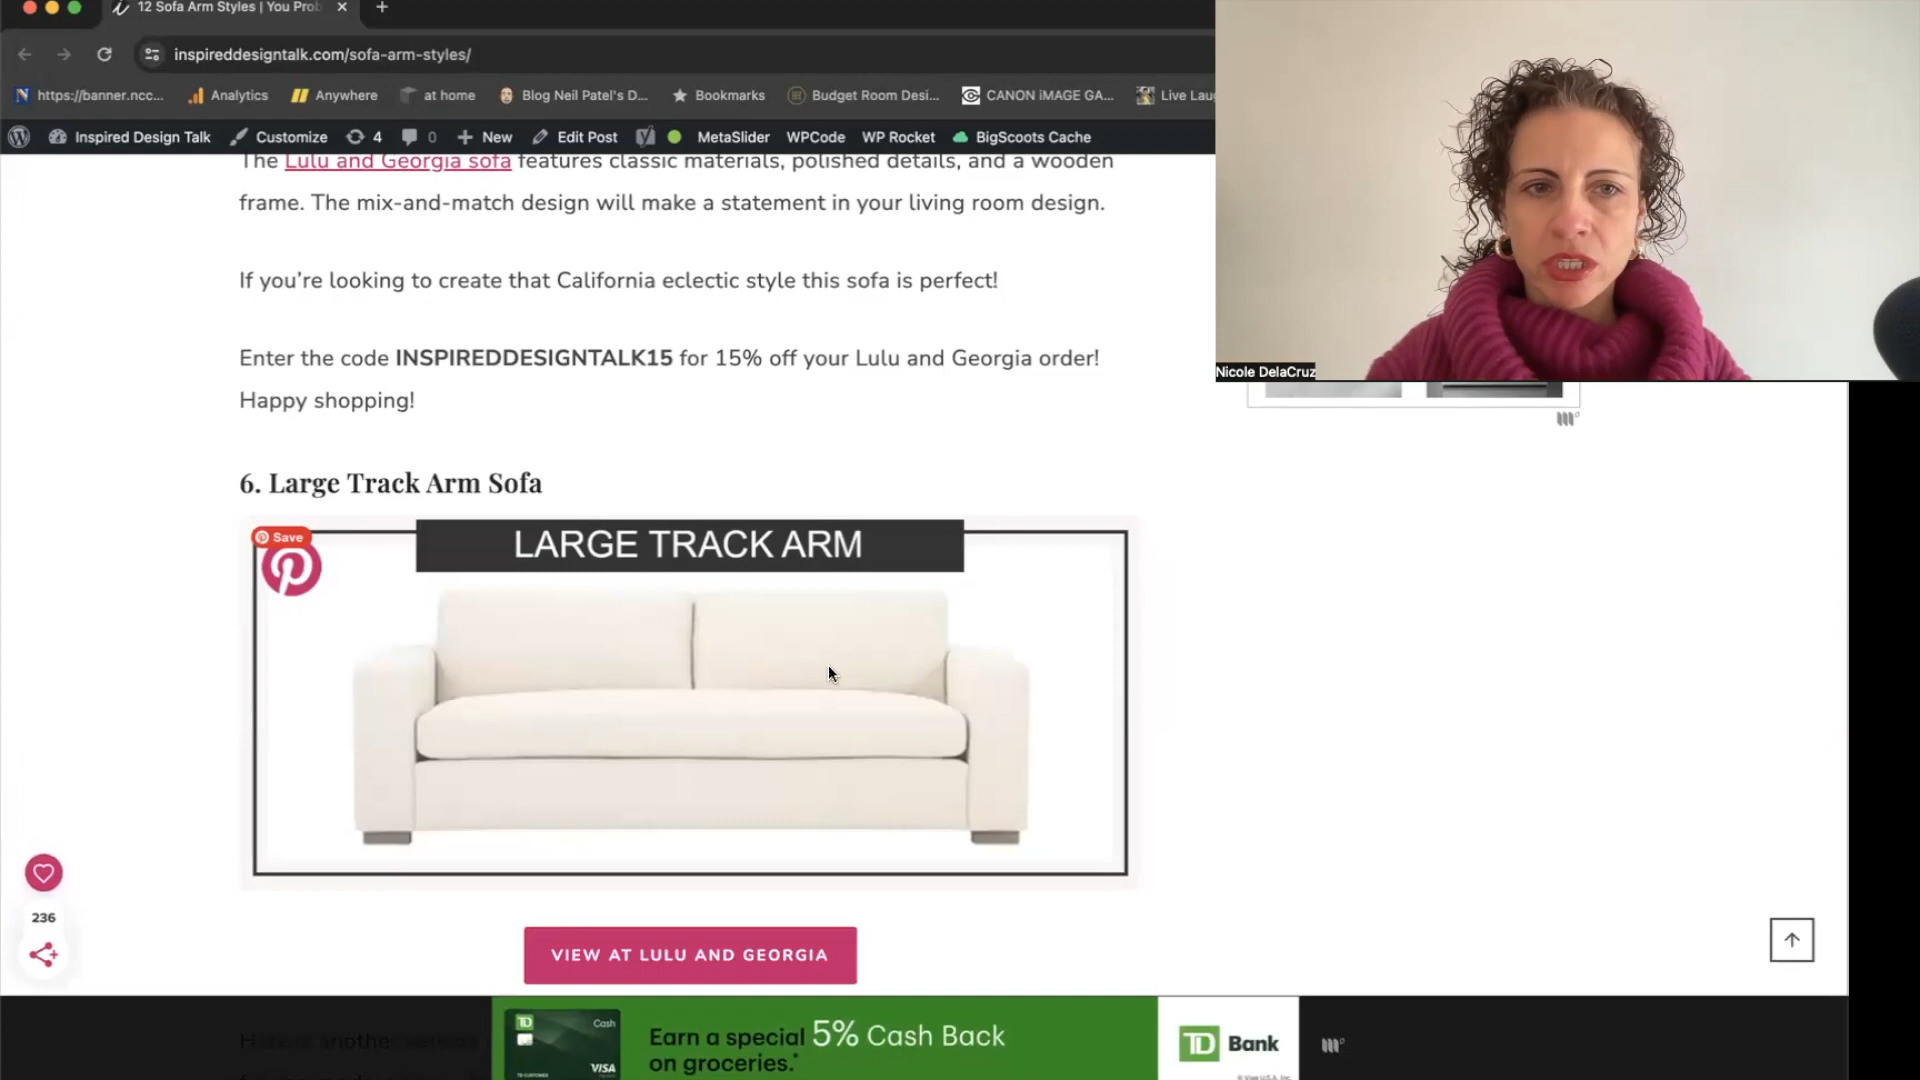 12 Sofa Arm Styles | You Prob
inspireddesigntalk.com/sofa-arm-styles/
https://banner.ncc... Analytics Anywhere at home Blog Neil Patel's D... Bookmarks Budget Room Desi... CANON iMAGE GA... Live Lau
Inspired Design Talk Customize 4 0 New Edit Post MetaSlider WPCode WP Rocket BigScoots Cache
The Lulu and Georgia sofa features classic materials, polished details, and a wooden
frame. The mix-and-match design will make a statement in your living room design.
If you're looking to create that California eclectic style this sofa is perfect!
Enter the code INSPIREDDESIGNTALK15 for 15% off your Lulu and Georgia order!
Happy shopping!
Nicole DelaCruz
6. Large Track Arm Sofa
Save
LARGE TRACK ARM
236
VIEW AT LULU AND GEORGIA
another
TD Cash
VISA
Earn a special 5% Cash Back
on groceries.*
TD Bank